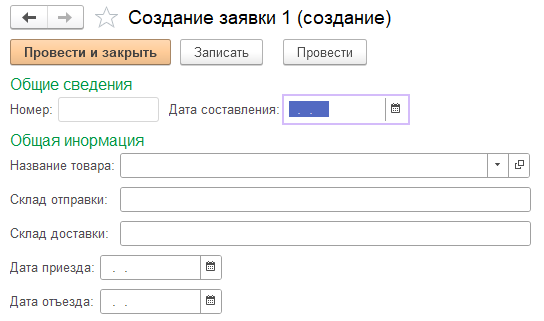 Создание заявки 1 (создание)
Провести и закрыть Записать Провести
Общие сведения
Номер: Дата составления: . .
Общая инормация
Название товара:
Склад отправки:
Склад доставки:
Дата приезда: . .
Дата отъезда: . .